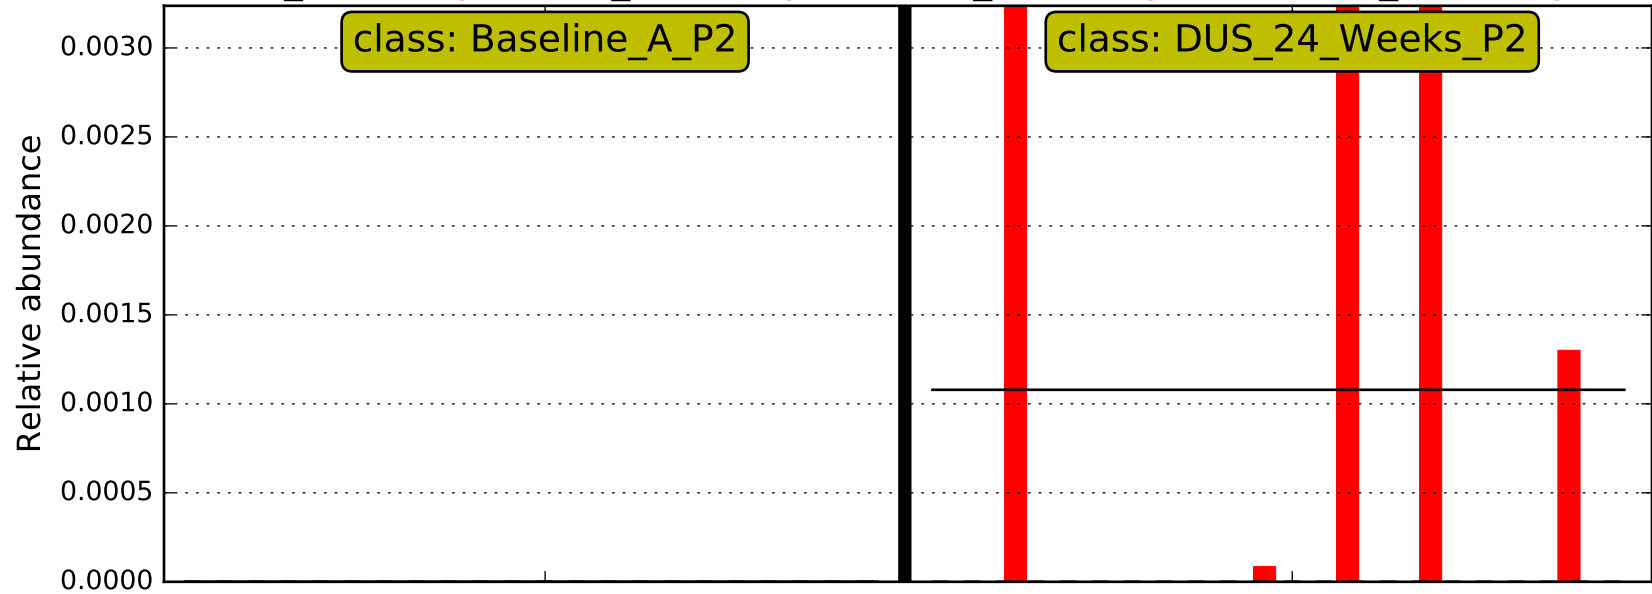 class: Baseline_A_P2
class: DUS_24_Weeks_P2
Relative abundance
0.0030
0.0025
0.0020
0.0015
0.0010
0.0005
0.0000